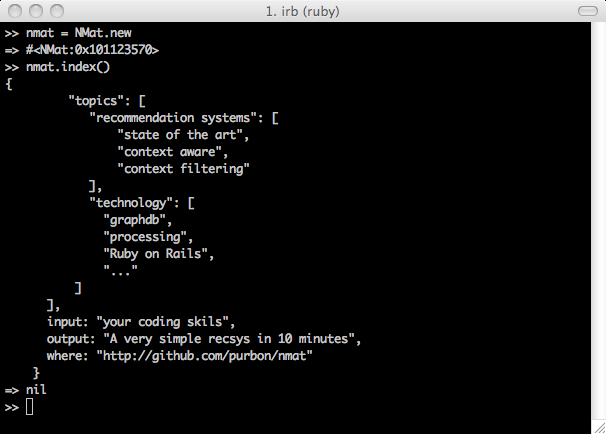 1. irb (ruby)
>> nmat = NMat.new
=> #<NMat:0x101123570>
>> nmat.index()
{
"topics": [
"recommendation systems": [
"state of the art",
"context aware",
"context filtering"
],
"technology": [
"graphdb",
"processing",
"Ruby on Rails",
"..."
]
],
input: "your coding skils",
output: "A very simple recsys in 10 minutes",
where: "http://github.com/purbon/nmat"
}
=> nil
>>